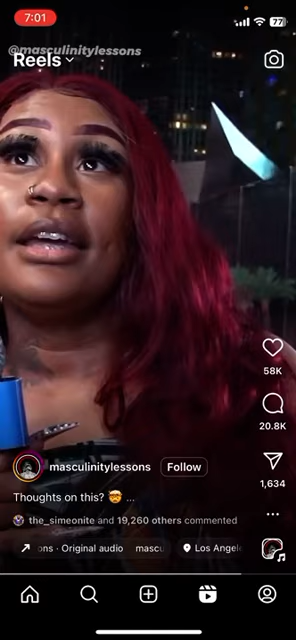 7:01
77
@masculinitylessons
Reels
58K
20.8K
1,634
masculinitylessons
Follow
Thoughts on this? 🤯 ...
the_simeonite and 19,260 others commented
ons · Original audio mascu
Los Angele